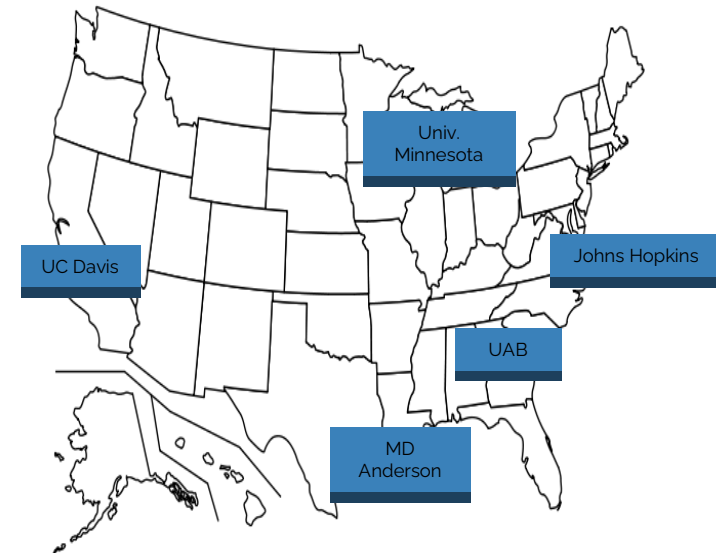 Univ.
Minnesota
UC Davis
Johns Hopkins
UAB
MD
Anderson